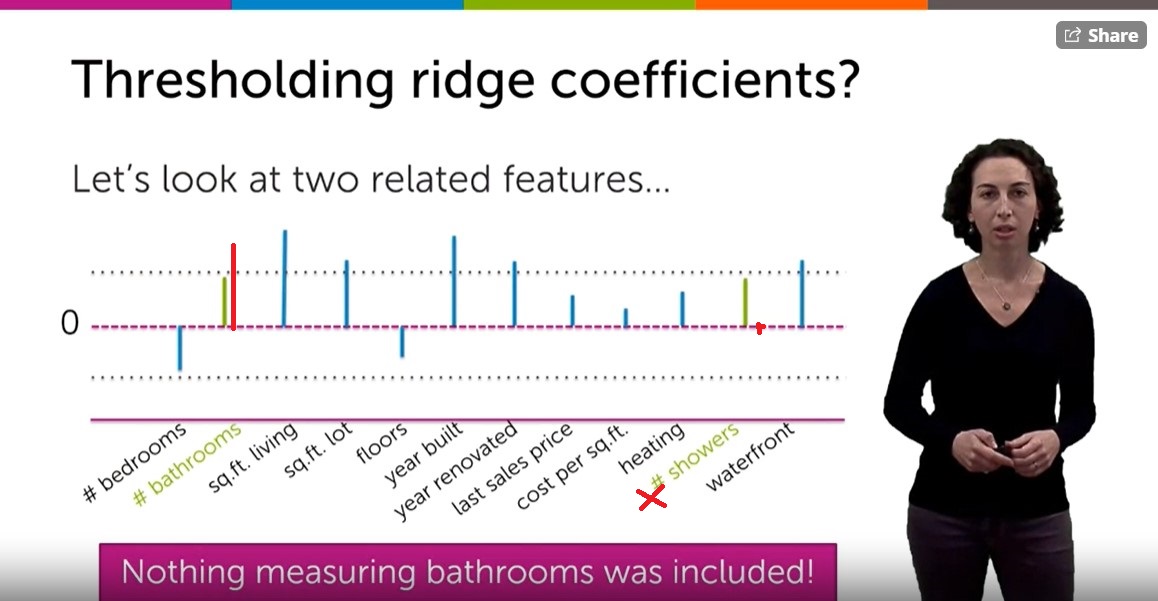 Share
Thresholding ridge coefficients?
Let's look at two related features...
0
# bedrooms
# bathrooms
sq.ft. living
sq.ft. lot
floors
year built
year renovated
last sales price
cost per sq.ft.
heating
# showers
waterfront
Nothing measuring bathrooms was included!